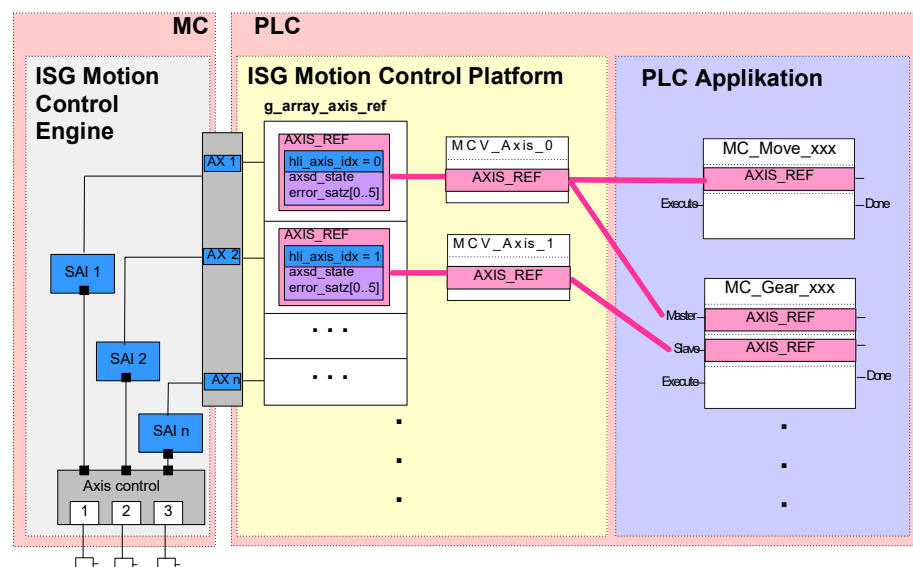 MC
PLC
ISG Motion
Control
Engine
ISG Motion Control Platform
PLC Applikation
g_array_axis_ref
AXIS_REF
hli_axis_idx = 0
axsd_state
error_satz[0..5]
AXIS_REF
hli_axis_idx = 1
axsd_state
error_satz[0..5]
. . .
. . .
.
.
.
MCV_Axis_0
AXIS_REF
MCV_Axis_1
AXIS_REF
MC_Move_xxx
AXIS_REF
Execute
Done
MC_Gear_xxx
Master
AXIS_REF
Slave
AXIS_REF
Execute
Done
.
.
.
AX 1
AX 2
AX n
SAI 1
SAI 2
SAI n
Axis control
1
2
3